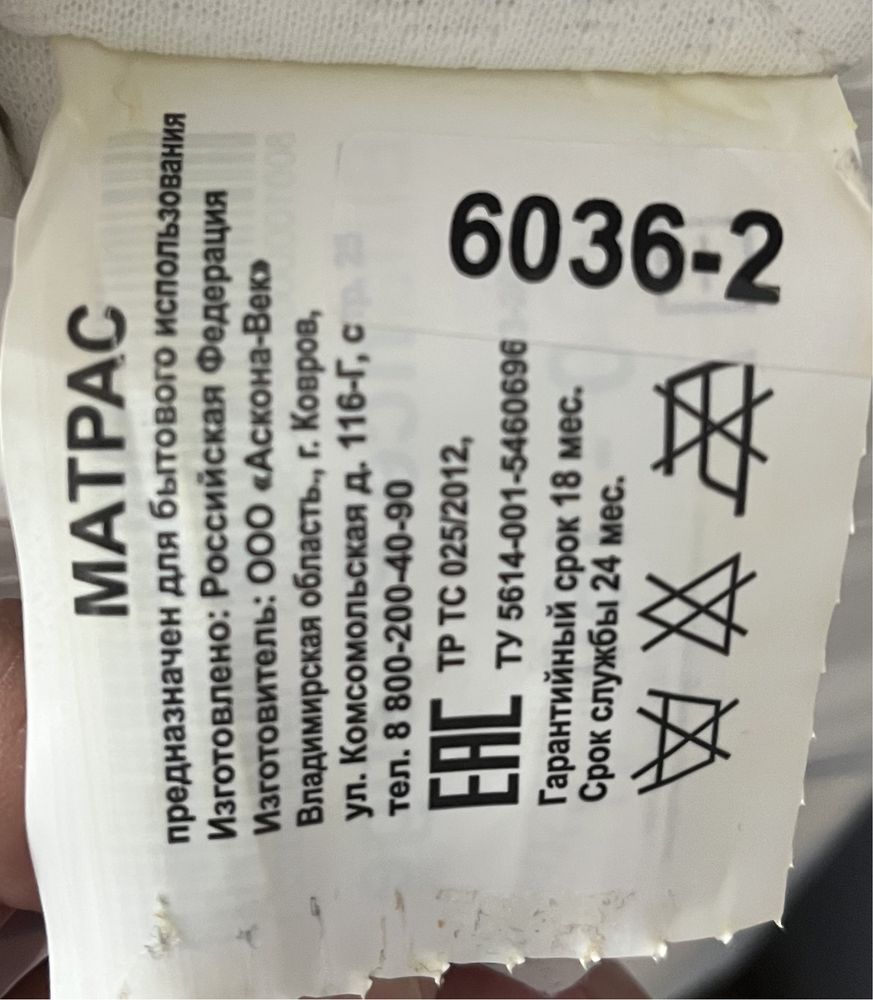 МАТРАС
предназначен для бытового использования
Изготовлено: Российская Федерация
Изготовитель: ООО «Аскона-Век»
Владимирская область., г. Ковров,
ул. Комсомольская д. 116-Г, с
тел. 8 800-200-40-90
ЕАС ТР ТС 025/2012,
ТУ 5614-001-5460696
Гарантийный срок 18 мес.
Срок службы 24 мес.
6036-2